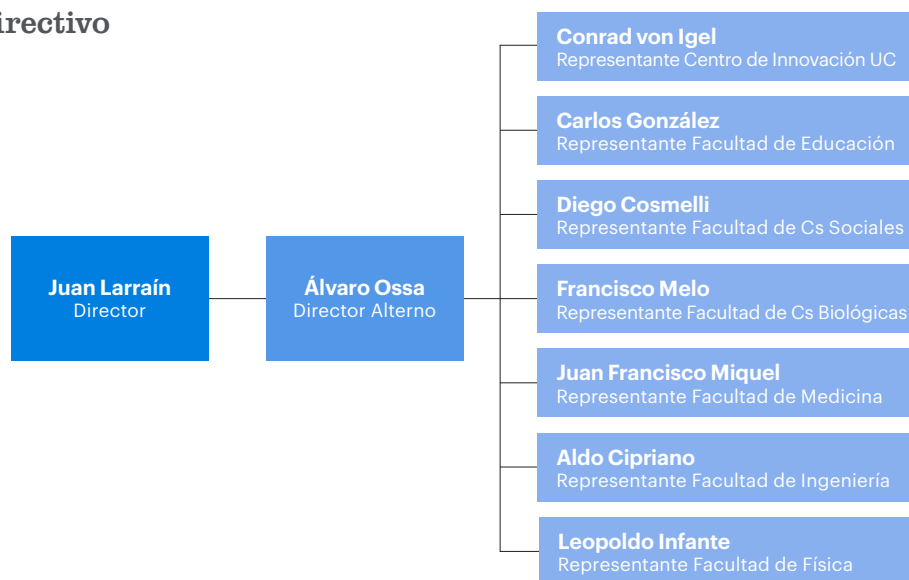 irectivo
Conrad von Igel
Representante Centro de Innovación UC
Carlos González
Representante Facultad de Educación
Diego Cosmelli
Representante Facultad de Cs Sociales
Juan Larraín
Director
Álvaro Ossa
Director Alterno
Francisco Melo
Representante Facultad de Cs Biológicas
Juan Francisco Miquel
Representante Facultad de Medicina
Aldo Cipriano
Representante Facultad de Ingeniería
Leopoldo Infante
Representante Facultad de Física